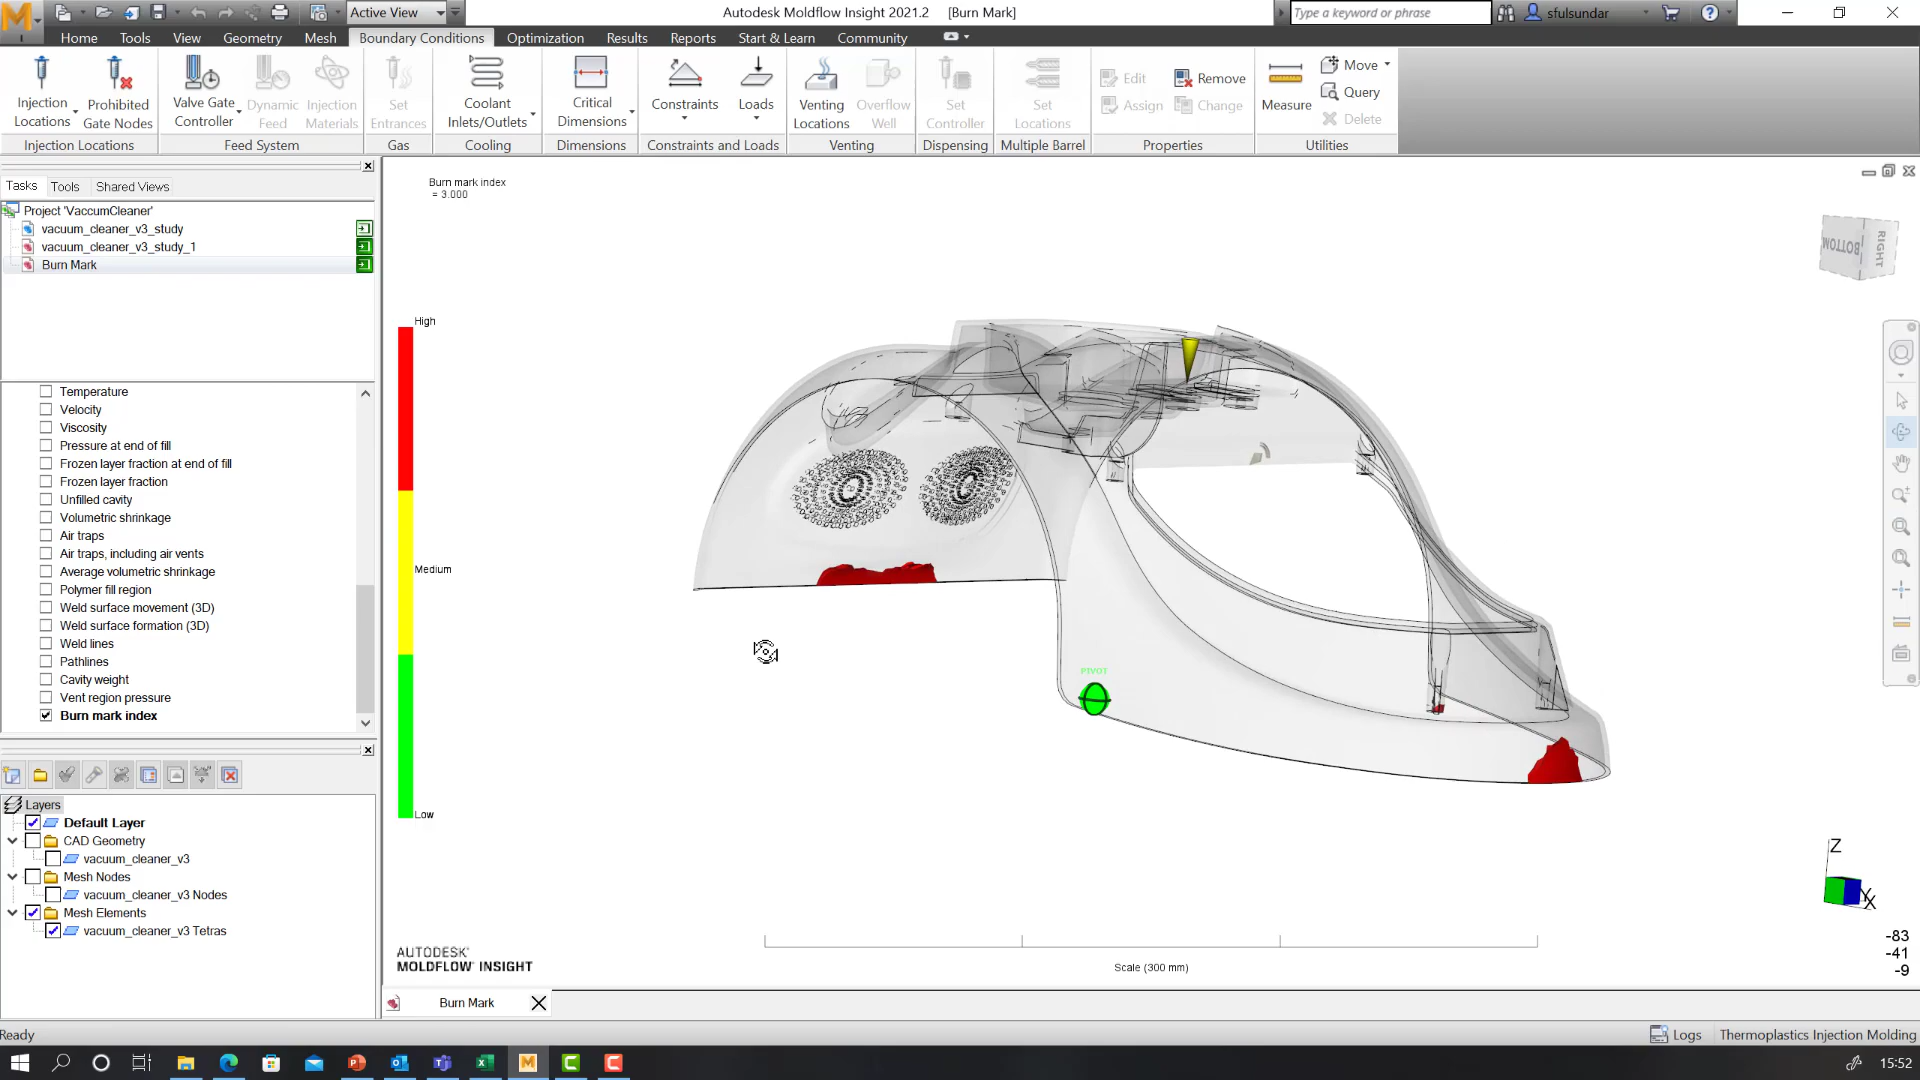 Active View
Autodesk Moldflow Insight 2021.2 [Burn Mark]
Type a keyword or phrase
sfulsundar
Home
Tools
View
Geometry
Mesh
Boundary Conditions
Optimization
Results
Reports
Start & Learn
Community
Injection Locations
Prohibited Gate Nodes
Valve Gate Controller
Dynamic Feed
Injection Materials
Set Entrances
Coolant Inlets/Outlets
Critical Dimensions
Constraints
Loads
Venting Locations
Overflow Well
Set Controller
Set Locations
Edit
Remove
Assign
Change
Measure
Move
Query
Delete
Injection Locations
Feed System
Gas
Cooling
Dimensions
Constraints and Loads
Venting
Dispensing
Multiple Barrel
Properties
Utilities
Tasks
Tools
Shared Views
Project 'VaccumCleaner'
vacuum_cleaner_v3_study
vacuum_cleaner_v3_study_1
Burn Mark
Temperature
Velocity
Viscosity
Pressure at end of fill
Frozen layer fraction at end of fill
Frozen layer fraction
Unfilled cavity
Volumetric shrinkage
Air traps
Air traps, including air vents
Average volumetric shrinkage
Polymer fill region
Weld surface movement (3D)
Weld surface formation (3D)
Weld lines
Pathlines
Cavity weight
Vent region pressure
Burn mark index
Layers
Default Layer
CAD Geometry
vacuum_cleaner_v3
Mesh Nodes
vacuum_cleaner_v3 Nodes
Mesh Elements
vacuum_cleaner_v3 Tetras
Burn mark index
= 3.000
High
Medium
Low
BOTTOM
RIGHT
PIVOT
Z
Y
X
-83
-41
-9
AUTODESK
MOLDFLOW INSIGHT
Scale (300 mm)
Burn Mark
Ready
Logs
Thermoplastics Injection Molding
15:52